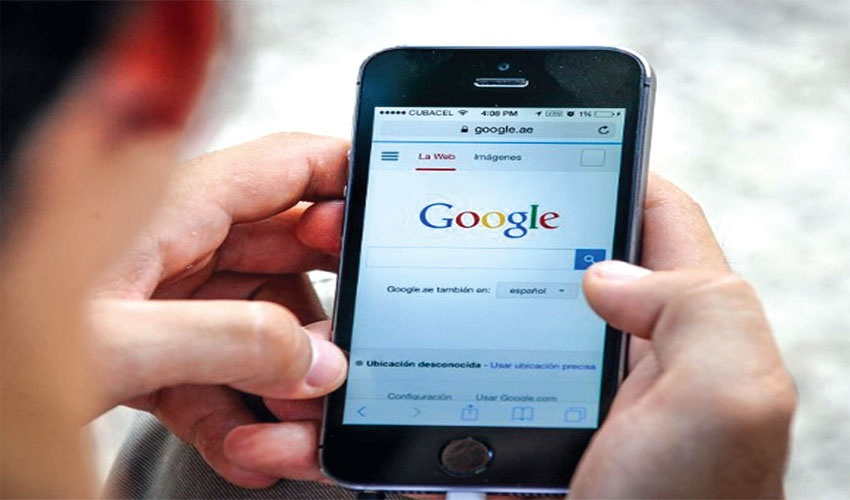 CUBACEL 4:08 PM 1%
google.ae
La Web Imágenes
Google
Google.ae también en: español
Ubicación desconocida - Usar ubicación precisa
Configuración Usar Google.com